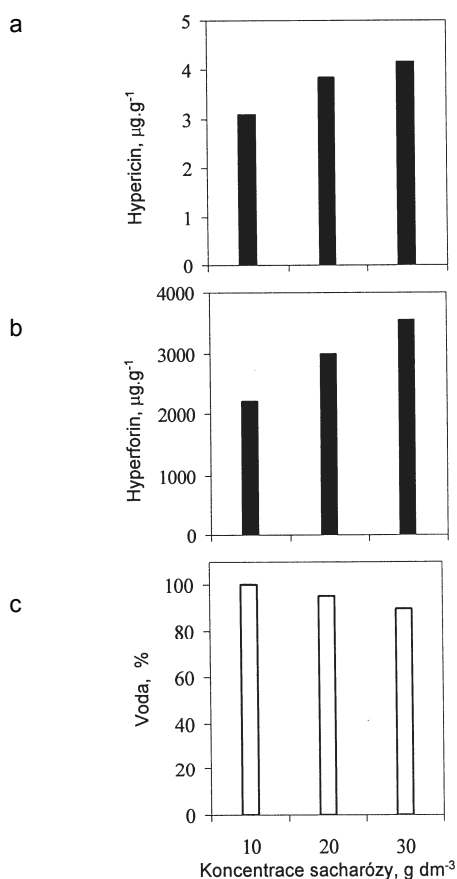 a
Hypericin, µg.g⁻¹
5
4
3
2
1
0
b
Hyperforin, µg.g⁻¹
4000
3000
2000
1000
0
c
Voda, %
100
80
60
40
20
0
10 20 30
Koncentrace sacharózy, g dm⁻³